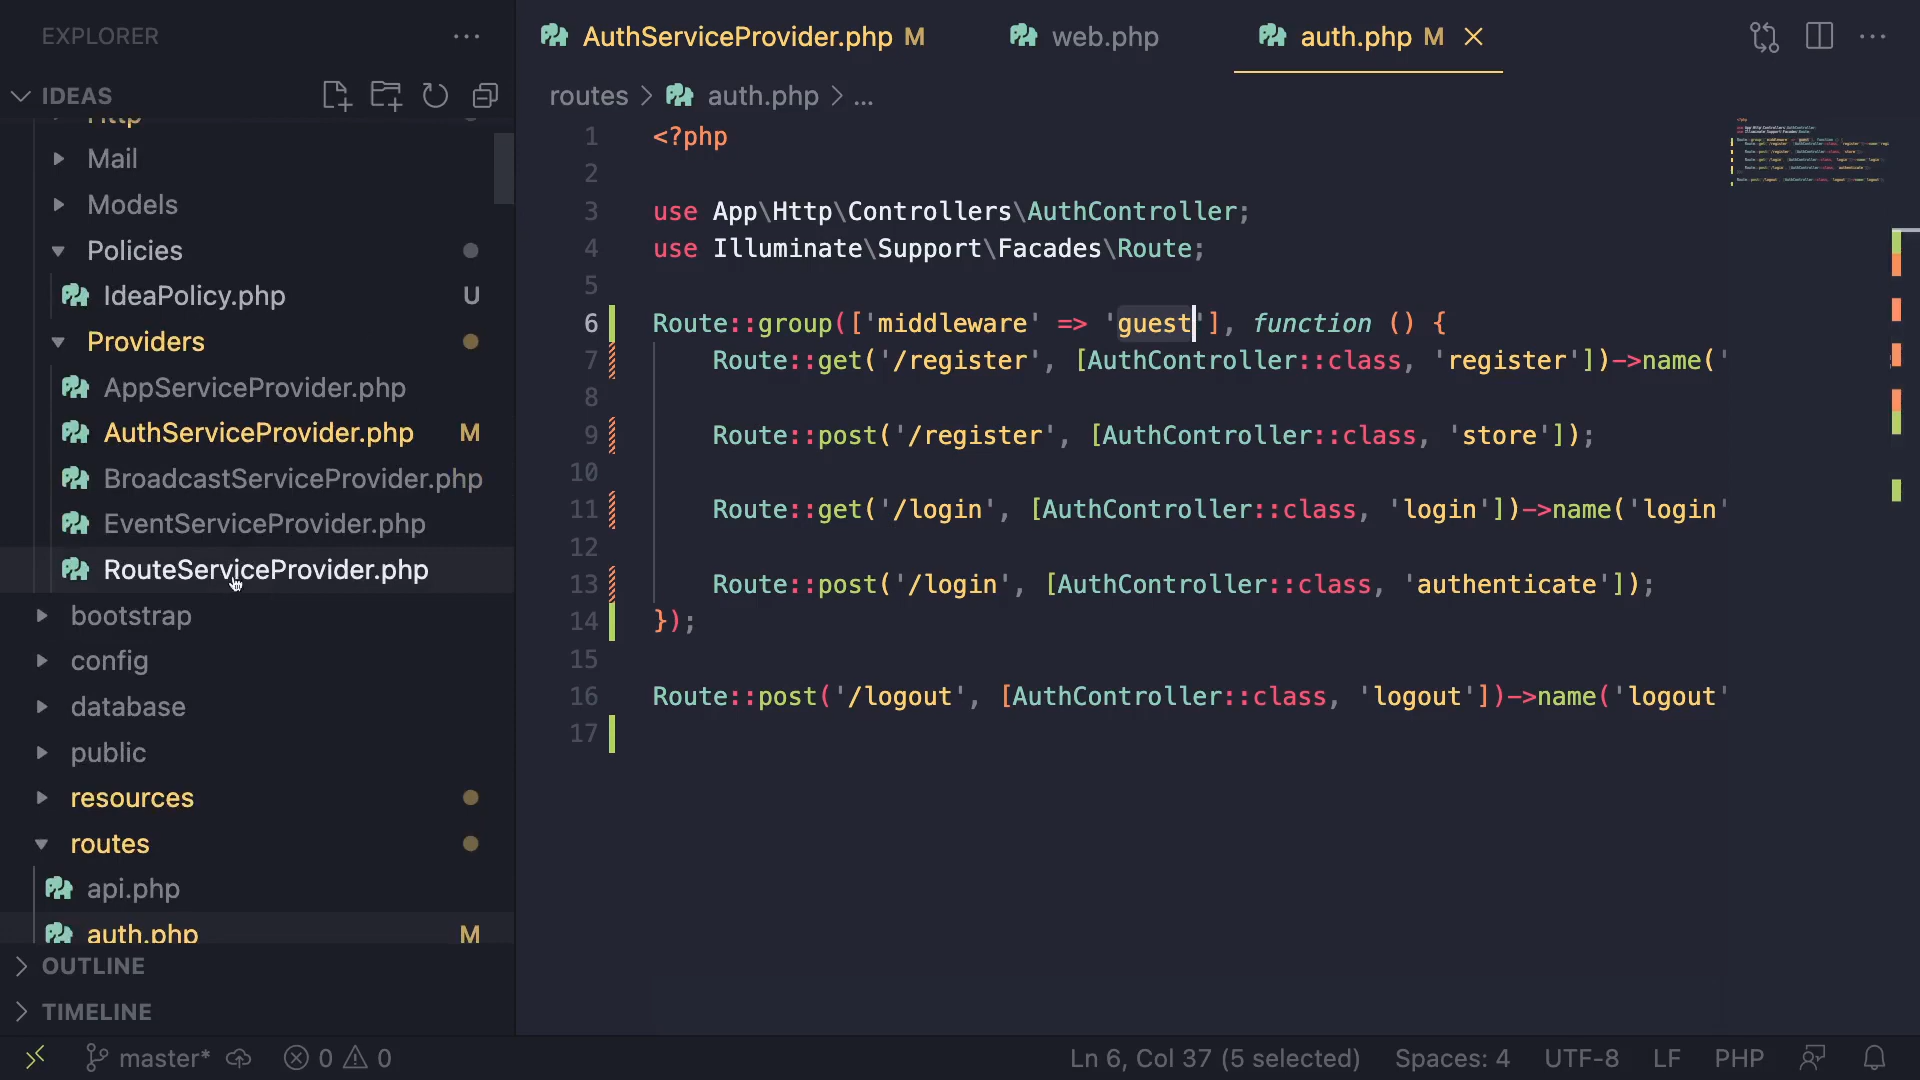 EXPLORER
IDEAS
Http
Mail
Models
Policies
IdeaPolicy.php U
Providers
AppServiceProvider.php
AuthServiceProvider.php M
BroadcastServiceProvider.php
EventServiceProvider.php
RouteServiceProvider.php
bootstrap
config
database
public
resources
routes
api.php
auth.php M
OUTLINE
TIMELINE
AuthServiceProvider.php M web.php auth.php M
routes > auth.php > ...
1 <?php
2
3 use App\Http\Controllers\AuthController;
4 use Illuminate\Support\Facades\Route;
5
6 Route::group(['middleware' => 'guest'], function () {
7 Route::get('/register', [AuthController::class, 'register'])->name('
8
9 Route::post('/register', [AuthController::class, 'store']);
10
11 Route::get('/login', [AuthController::class, 'login'])->name('login'
12
13 Route::post('/login', [AuthController::class, 'authenticate']);
14 });
15
16 Route::post('/logout', [AuthController::class, 'logout'])->name('logout'
17
master* 0 0 Ln 6, Col 37 (5 selected) Spaces: 4 UTF-8 LF PHP